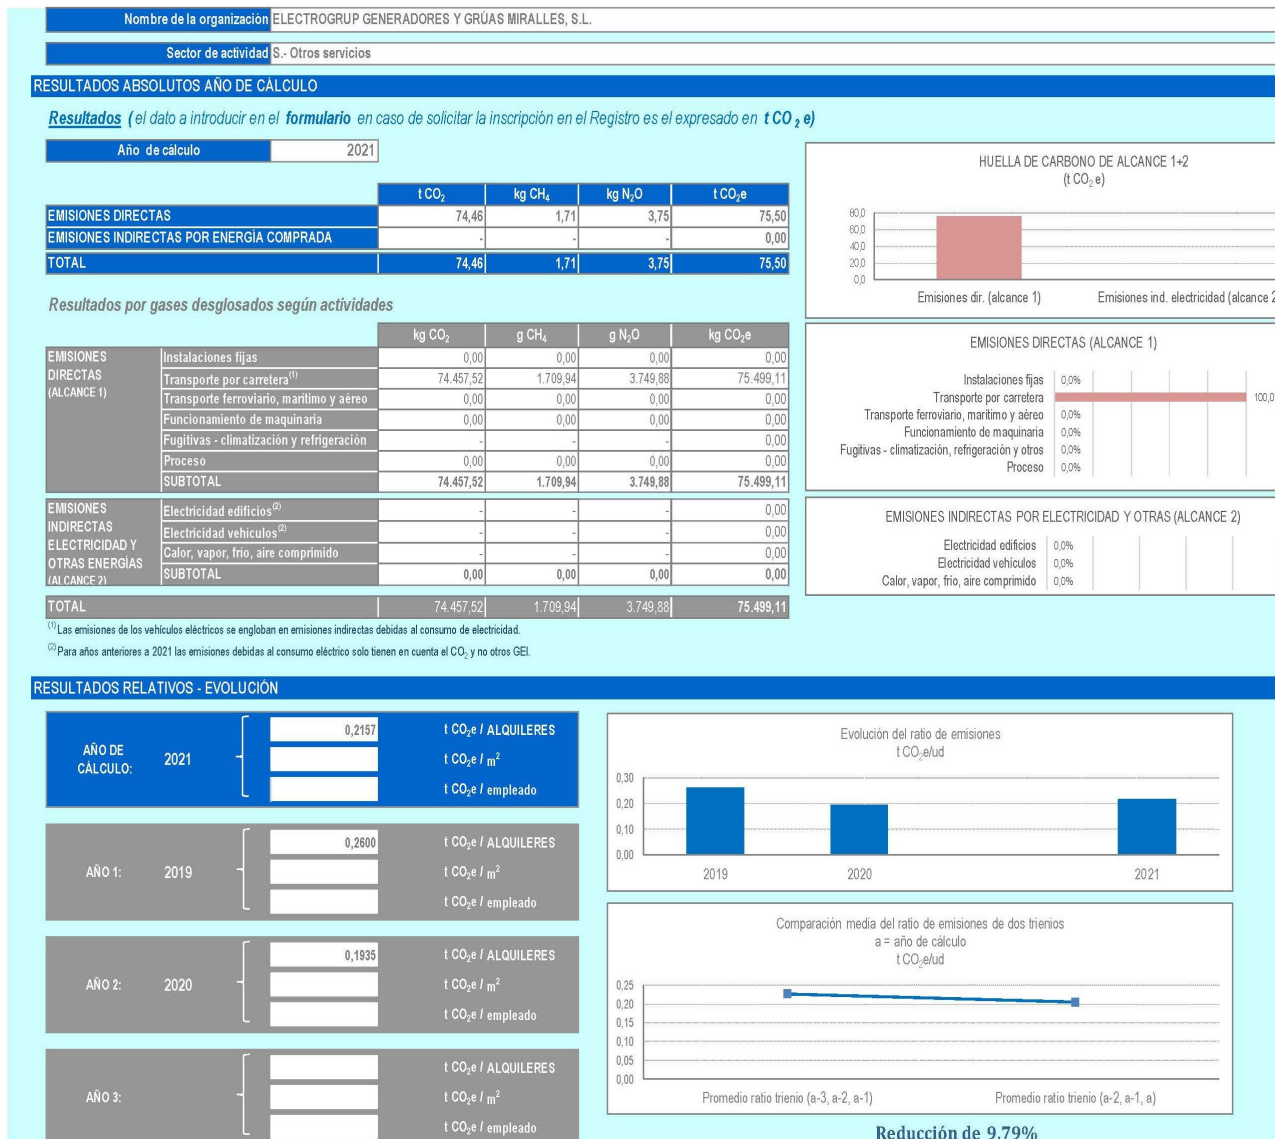 Nombre de la organización ELECTROGRUP GENERADORES Y GRÚAS MIRALLES, S.L.
Sector de actividad S.- Otros servicios
RESULTADOS ABSOLUTOS AÑO DE CÁLCULO
Resultados ( el dato a introducir en el formulario en caso de solicitar la inscripción en el Registro es el expresado en t CO₂ e)
Año de cálculo 2021
t CO₂ kg CH₄ kg N₂O t CO₂e
EMISIONES DIRECTAS 74,46 1,71 3,75 75,50
EMISIONES INDIRECTAS POR ENERGÍA COMPRADA - - - 0,00
TOTAL 74,46 1,71 3,75 75,50
HUELLA DE CARBONO DE ALCANCE 1+2
(t CO₂ e)
80,0
60,0
40,0
20,0
0,0
Emisiones dir. (alcance 1) Emisiones ind. electricidad (alcance 2
Resultados por gases desglosados según actividades
kg CO₂ g CH₄ g N₂O kg CO₂e
EMISIONES DIRECTAS (ALCANCE 1)
Instalaciones fijas 0,00 0,00 0,00 0,00
Transporte por carretera⁽¹⁾ 74.457,52 1.709,94 3.749,88 75.499,11
Transporte ferroviario, marítimo y aéreo 0,00 0,00 0,00 0,00
Funcionamiento de maquinaria 0,00 0,00 0,00 0,00
Fugitivas - climatización y refrigeración - - - 0,00
Proceso 0,00 0,00 0,00 0,00
SUBTOTAL 74.457,52 1.709,94 3.749,88 75.499,11
EMISIONES
INDIRECTAS
ELECTRICIDAD Y
OTRAS ENERGÍAS
(ALCANCE 2)
Electricidad edificios⁽²⁾ - - - 0,00
Electricidad vehículos⁽²⁾ - - - 0,00
Calor, vapor, frío, aire comprimido - - - 0,00
SUBTOTAL 0,00 0,00 0,00 0,00
TOTAL 74.457,52 1.709,94 3.749,88 75.499,11
⁽¹⁾ Las emisiones de los vehículos eléctricos se engloban en emisiones indirectas debidas al consumo de electricidad.
⁽²⁾ Para años anteriores a 2021 las emisiones debidas al consumo eléctrico solo tienen en cuenta el CO₂ y no otros GEI.
EMISIONES DIRECTAS (ALCANCE 1)
Instalaciones fijas 0,0%
Transporte por carretera 100,0
Transporte ferroviario, marítimo y aéreo 0,0%
Funcionamiento de maquinaria 0,0%
Fugitivas - climatización, refrigeración y otros 0,0%
Proceso 0,0%
EMISIONES INDIRECTAS POR ELECTRICIDAD Y OTRAS (ALCANCE 2)
Electricidad edificios 0,0%
Electricidad vehículos 0,0%
Calor, vapor, frío, aire comprimido 0,0%
RESULTADOS RELATIVOS - EVOLUCIÓN
AÑO DE
CÁLCULO: 2021
0,2157 t CO₂e / ALQUILERES
t CO₂e / m²
t CO₂e / empleado
AÑO 1: 2019
0,2600 t CO₂e / ALQUILERES
t CO₂e / m²
t CO₂e / empleado
AÑO 2: 2020
0,1935 t CO₂e / ALQUILERES
t CO₂e / m²
t CO₂e / empleado
AÑO 3:
t CO₂e / ALQUILERES
t CO₂e / m²
t CO₂e / empleado
Evolución del ratio de emisiones
t CO₂e/ud
0,30
0,20
0,10
0,00
2019 2020 2021
Comparación media del ratio de emisiones de dos trienios
a = año de cálculo
t CO₂e/ud
0,25
0,20
0,15
0,10
0,05
0,00
Promedio ratio trienio (a-3, a-2, a-1) Promedio ratio trienio (a-2, a-1, a)
Reducción de 9,79%